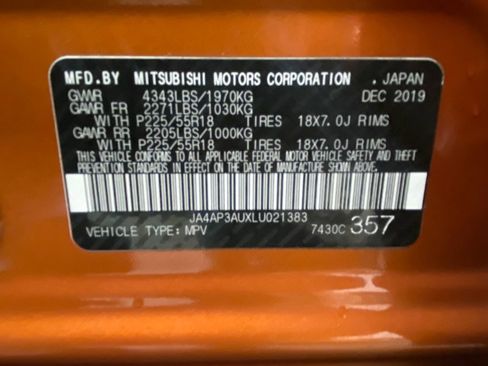 MFD.BY MITSUBISHI MOTORS CORPORATION . JAPAN
GVWR 4343LBS/1970KG DEC 2019
GAWR FR 2271LBS/1030KG
WITH P225/55R18 TIRES 18X7.0J RIMS
GAWR RR 2205LBS/1000KG
WITH P225/55R18 TIRES 18X7.0J RIMS
THIS VEHICLE CONFORMS TO ALL APPLICABLE FEDERAL MOTOR VEHICLE SAFETY AND THEFT
PREVENTION STANDARDS IN EFFECT ON THE DATE OF MANUFACTURE SHOWN ABOVE.
JA4AP3AUXLU021383
VEHICLE TYPE: MPV 7430C 357